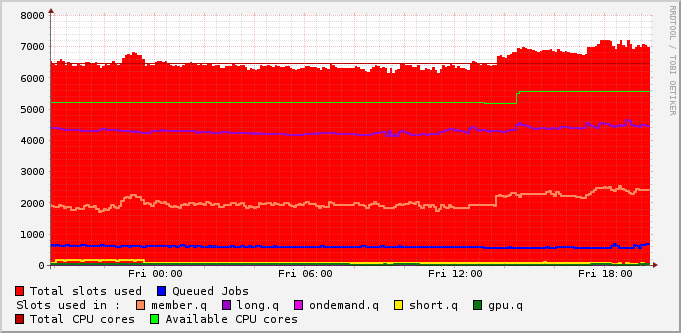 8000
7000
6000
5000
4000
3000
2000
1000
0
Fri 00:00 Fri 06:00 Fri 12:00 Fri 18:00
Total slots used Queued Jobs
Slots used in : member.q long.q ondemand.q short.q gpu.q
Total CPU cores Available CPU cores
RRDTOOL / TOBI OETIKER